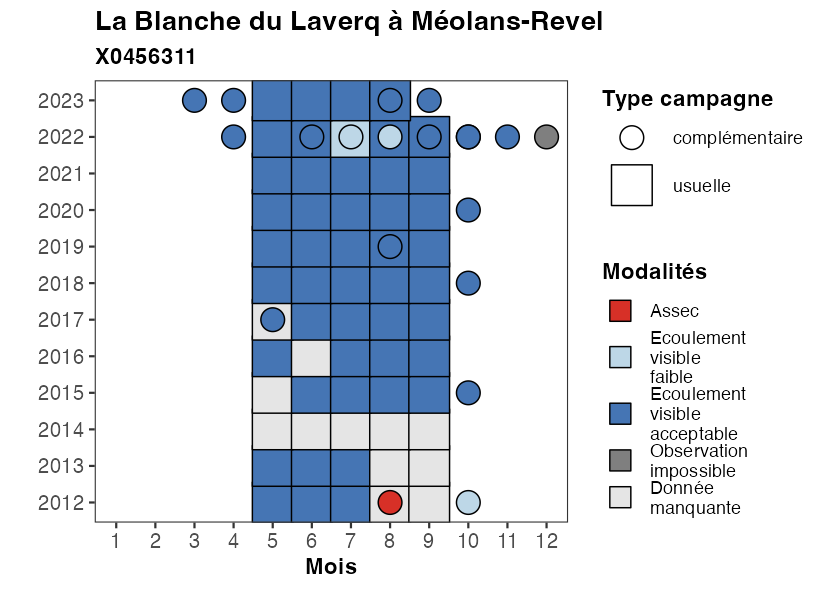 La Blanche du Laverq à Méolans-Revel
X0456311
2023
2022
2021
2020
2019
2018
2017
2016
2015
2014
2013
2012
1 2 3 4 5 6 7 8 9 10 11 12
Mois
Type campagne
complémentaire
usuelle
Modalités
Assec
Ecoulement
visible
faible
Ecoulement
visible
acceptable
Observation
impossible
Donnée
manquante